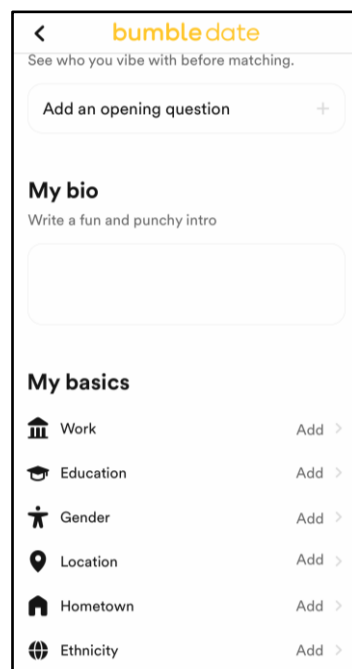 bumble date
See who you vibe with before matching.
Add an opening question
My bio
Write a fun and punchy intro
My basics
Work Add
Education Add
Gender Add
Location Add
Hometown Add
Ethnicity Add